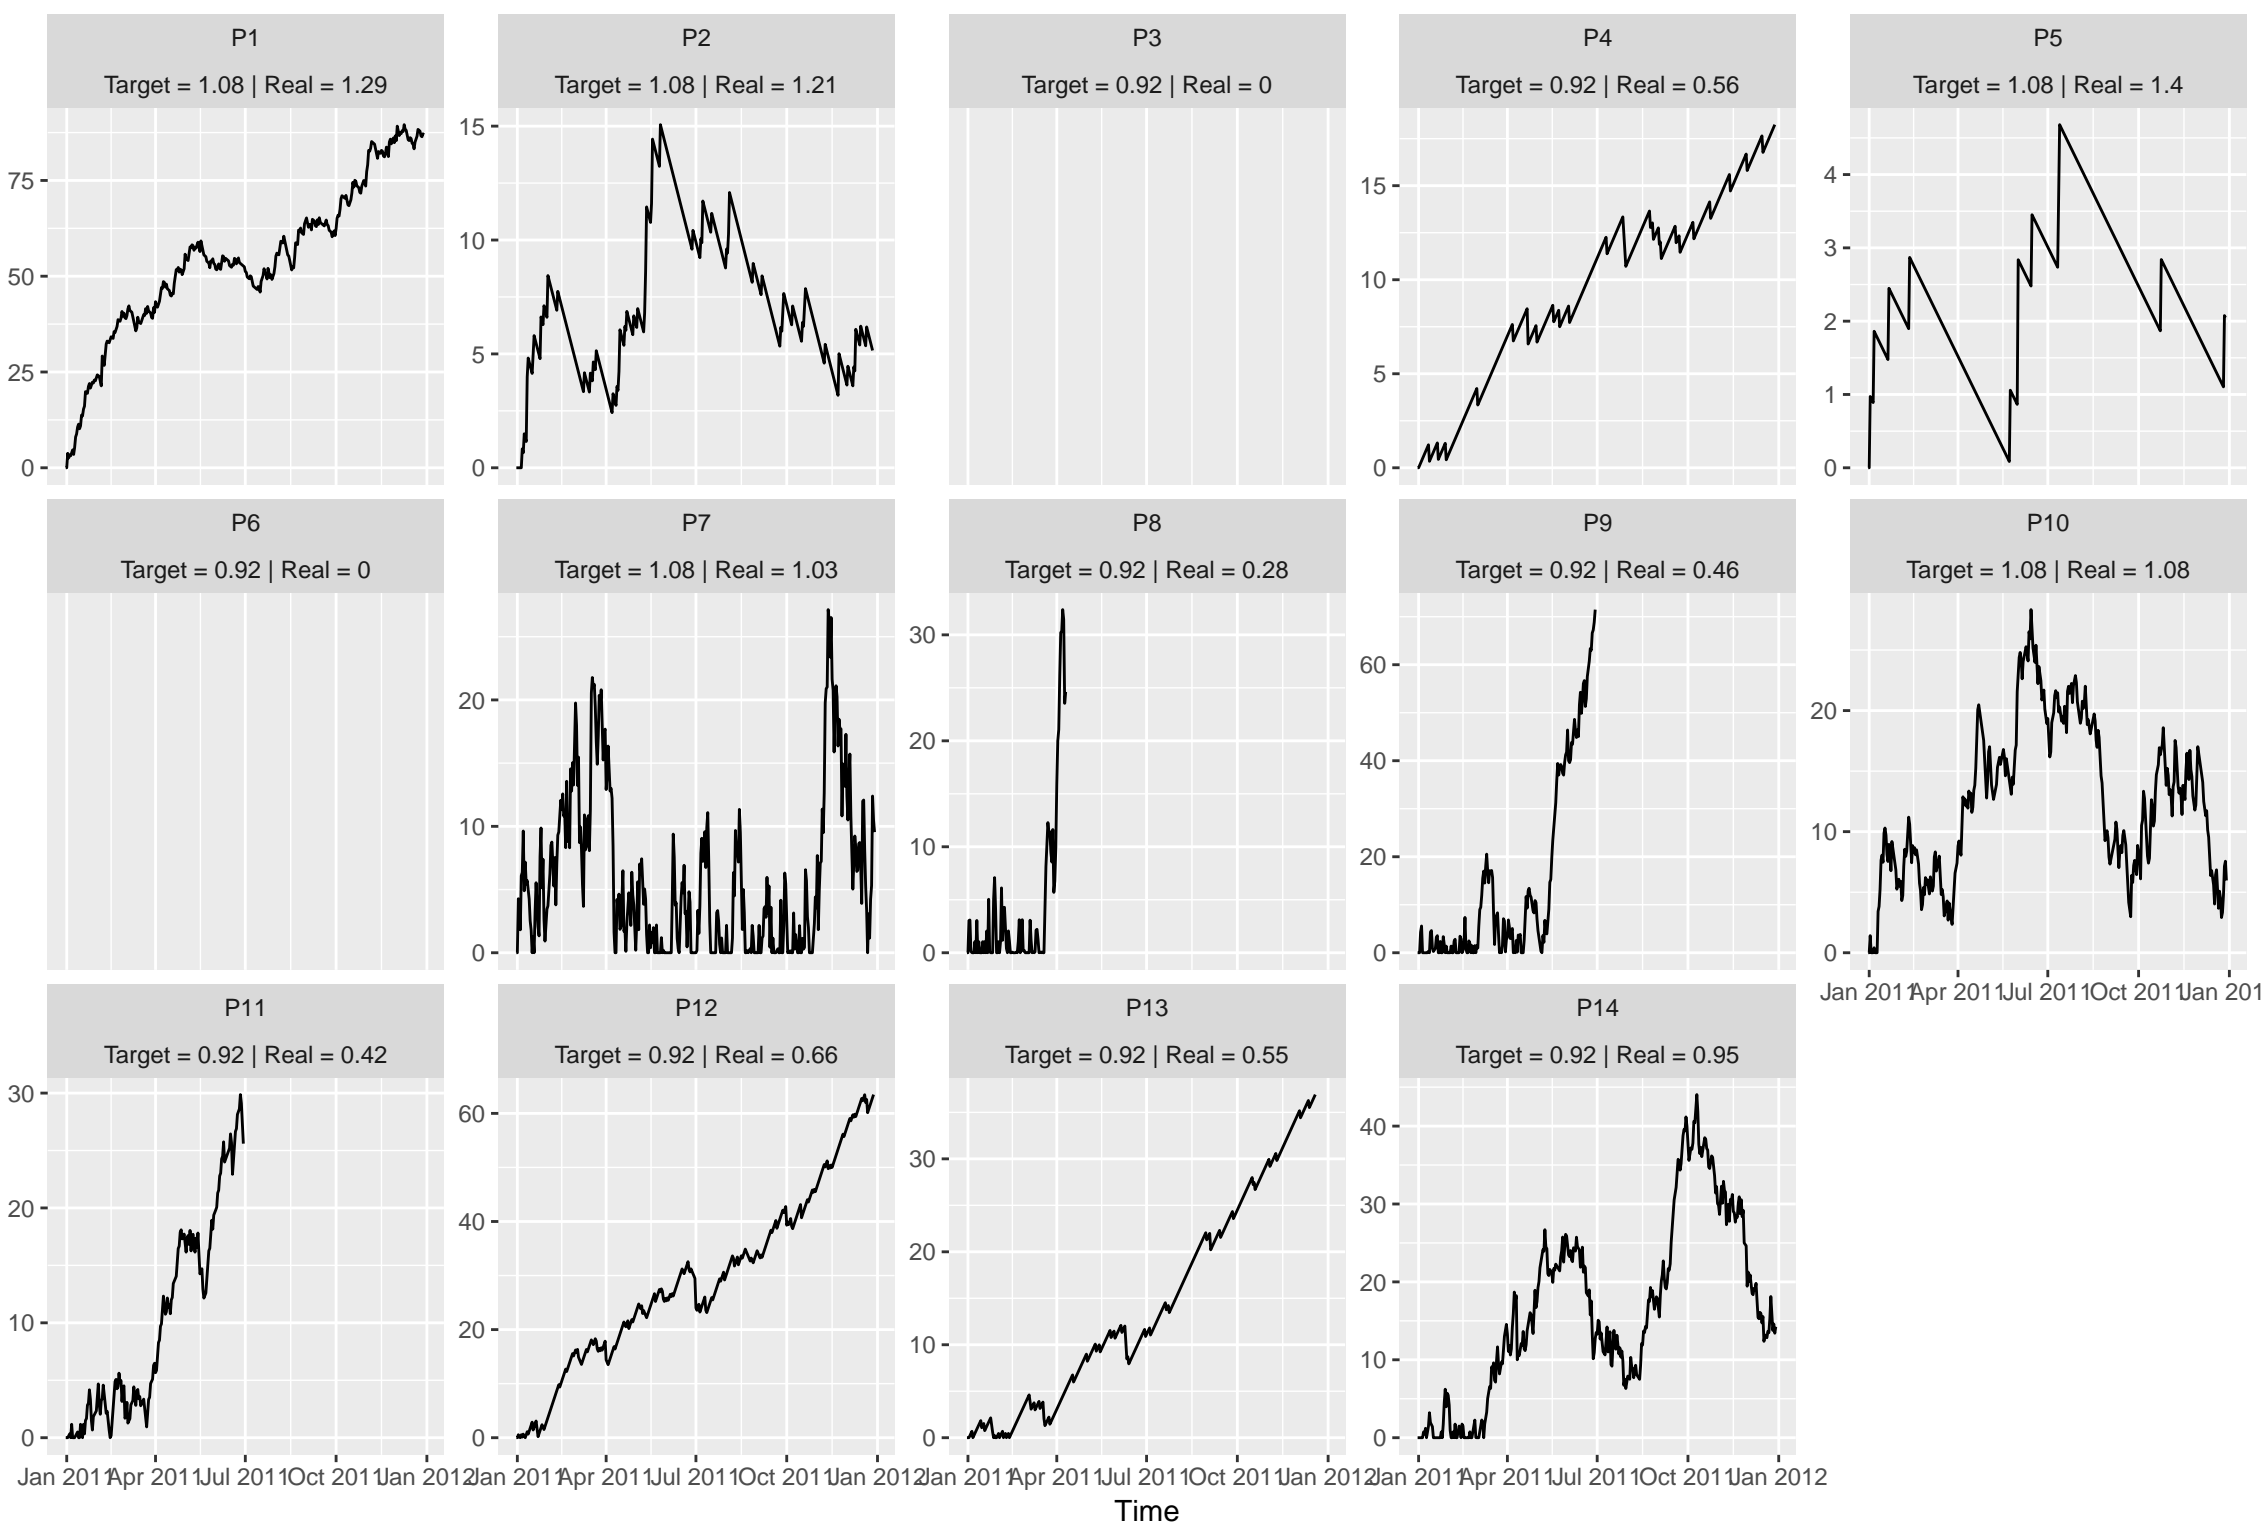 P1
Target = 1.08 | Real = 1.29
0
25
50
75
P2
Target = 1.08 | Real = 1.21
0
5
10
15
P3
Target = 0.92 | Real = 0
P4
Target = 0.92 | Real = 0.56
0
5
10
15
P5
Target = 1.08 | Real = 1.4
0
1
2
3
4
P6
Target = 0.92 | Real = 0
P7
Target = 1.08 | Real = 1.03
0
10
20
P8
Target = 0.92 | Real = 0.28
0
10
20
30
P9
Target = 0.92 | Real = 0.46
0
20
40
60
P10
Target = 1.08 | Real = 1.08
0
10
20
Jan 2011 Apr 2011 Jul 2011 Oct 2011 Jan 201
P11
Target = 0.92 | Real = 0.42
0
10
20
30
Jan 2011 Apr 2011 Jul 2011 Oct 2011 Jan 2012
P12
Target = 0.92 | Real = 0.66
0
20
40
60
Jan 2011 Apr 2011 Jul 2011 Oct 2011 Jan 2012
P13
Target = 0.92 | Real = 0.55
0
10
20
30
Jan 2011 Apr 2011 Jul 2011 Oct 2011 Jan 2012
P14
Target = 0.92 | Real = 0.95
0
10
20
30
40
Jan 2011 Apr 2011 Jul 2011 Oct 2011 Jan 2012
Time